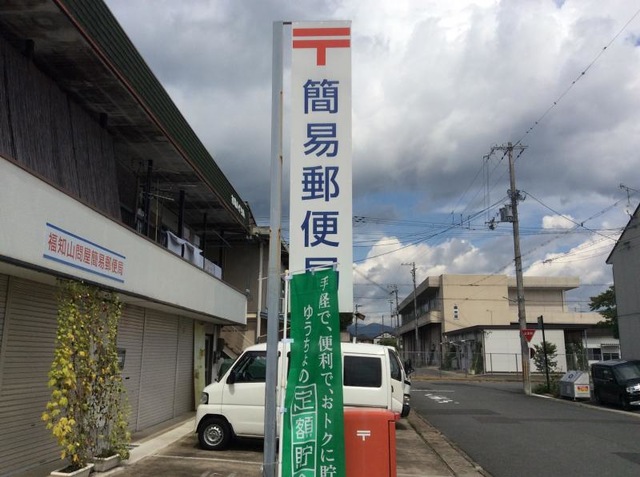 〒
簡易郵便局
福知山問屋簡易郵便局
手軽で、便利で、おトクに貯
ゆうちょの
定額貯
〒